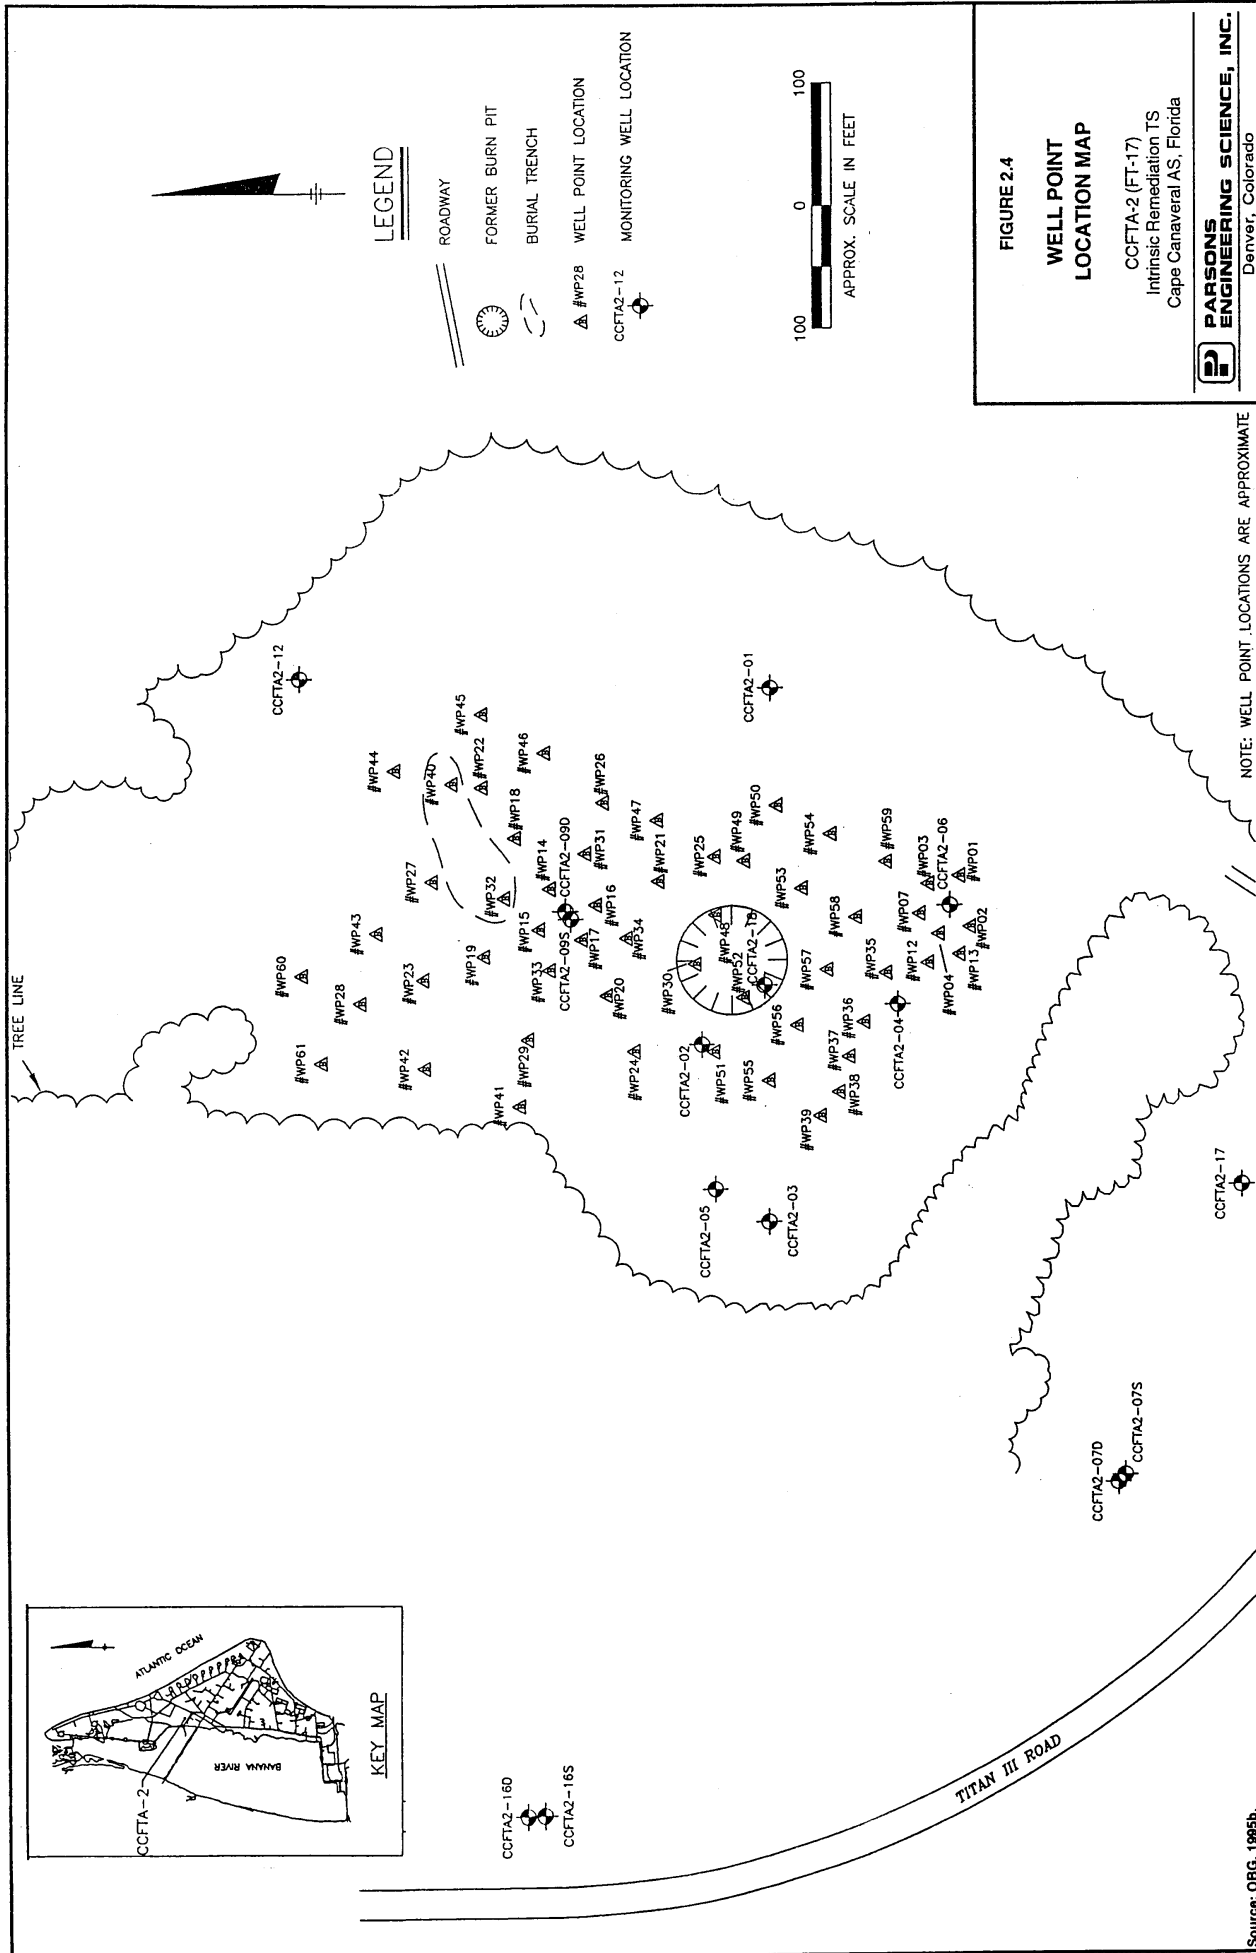 TREE LINE
CCFTA-2
ATLANTIC OCEAN
BANANA RIVER
KEY MAP
CCFTA2-16D
CCFTA2-16S
TITAN III ROAD
CCFTA2-07D
CCFTA2-07S
CCFTA2-17
CCFTA2-05
CCFTA2-03
CCFTA2-12
CCFTA2-01
#WP60
#WP61
#WP28
#WP43
#WP44
#WP42
#WP23
#WP27
#WP40
#WP45
#WP22
#WP41
#WP29
#WP19
#WP32
#WP18
#WP46
#WP33
#WP15
#WP14
CCFTA2-09S
CCFTA2-09D
#WP17
#WP16
#WP31
#WP26
#WP20
#WP34
#WP24
#WP21
#WP47
#WP30
CCFTA2-02
#WP51
#WP48
#WP25
#WP49
#WP52
CCFTA2-18
#WP50
#WP55
#WP56
#WP57
#WP53
#WP54
#WP39
#WP38
#WP37
#WP36
#WP58
#WP35
#WP59
CCFTA2-04
#WP12
#WP07
#WP03
CCFTA2-06
#WP04
#WP13
#WP02
#WP01
LEGEND
ROADWAY
FORMER BURN PIT
BURIAL TRENCH
#WP28 WELL POINT LOCATION
CCFTA2-12 MONITORING WELL LOCATION
100 0 100
APPROX. SCALE IN FEET
NOTE: WELL POINT LOCATIONS ARE APPROXIMATE
FIGURE 2.4
WELL POINT
LOCATION MAP
CCFTA-2 (FT-17)
Intrinsic Remediation TS
Cape Canaveral AS, Florida
PARSONS
ENGINEERING SCIENCE, INC.
Denver, Colorado
Source: OBG, 1995b.